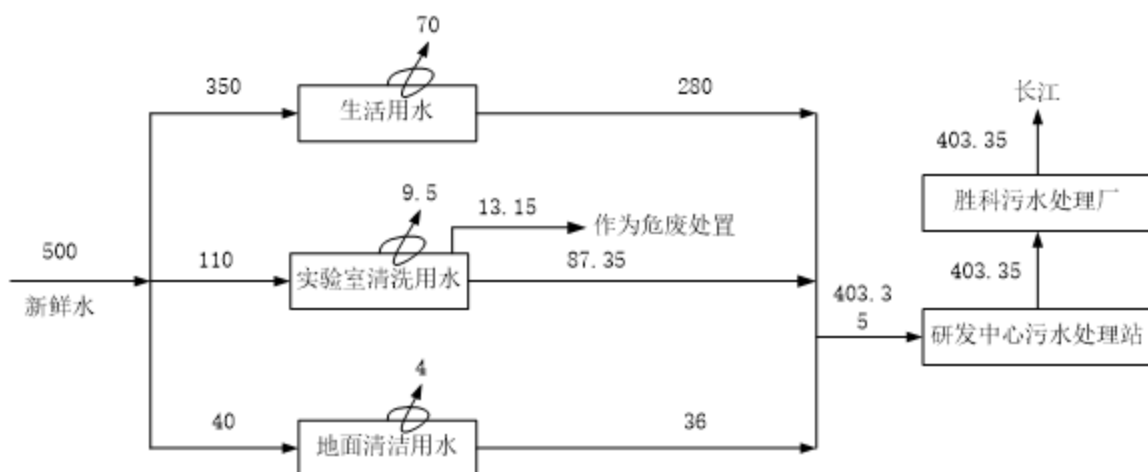 70
350
生活用水
280
长江
403.35
胜科污水处理厂
9.5
13.15
作为危废处置
500
新鲜水
110
实验室清洗用水
87.35
403.35
403.3
5
研发中心污水处理站
4
40
地面清洁用水
36